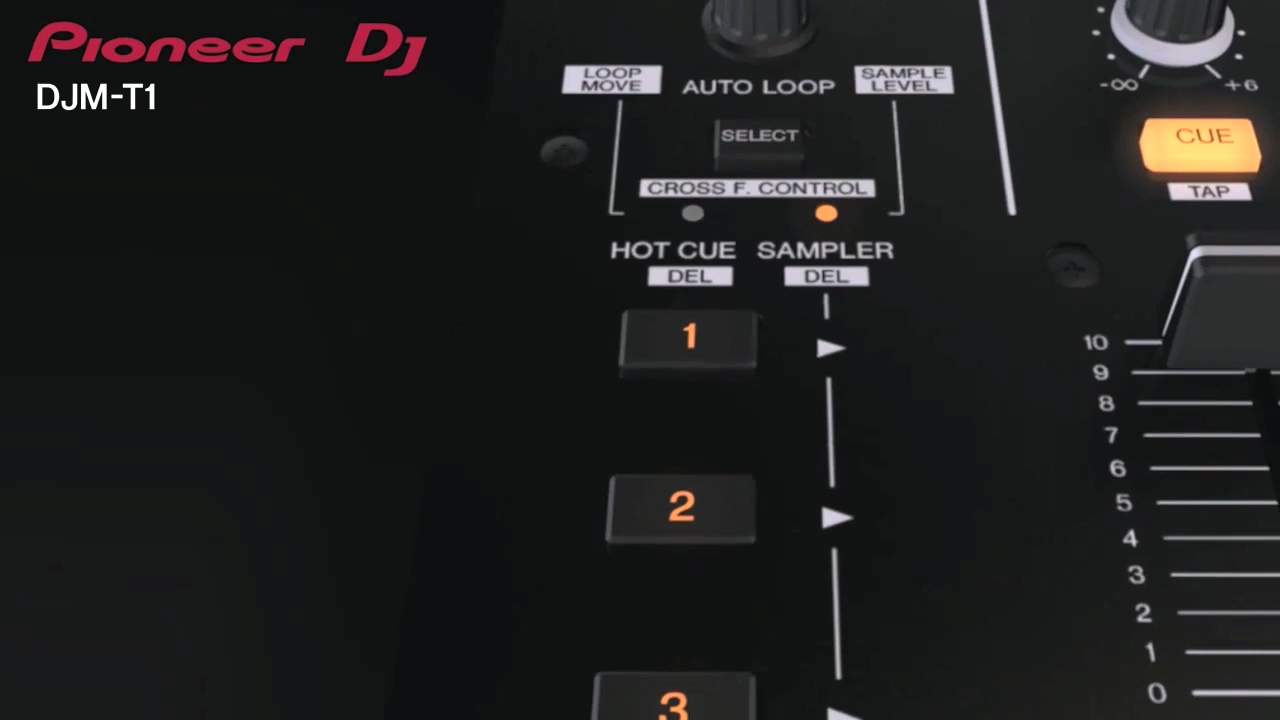 Pioneer Dj
DJM-T1
LOOP MOVE
AUTO LOOP
SAMPLE LEVEL
SELECT
CROSS F. CONTROL
HOT CUE
SAMPLER
DEL
DEL
1
2
3
-∞
+6
CUE
TAP
10
9
8
7
6
5
4
3
2
1
0